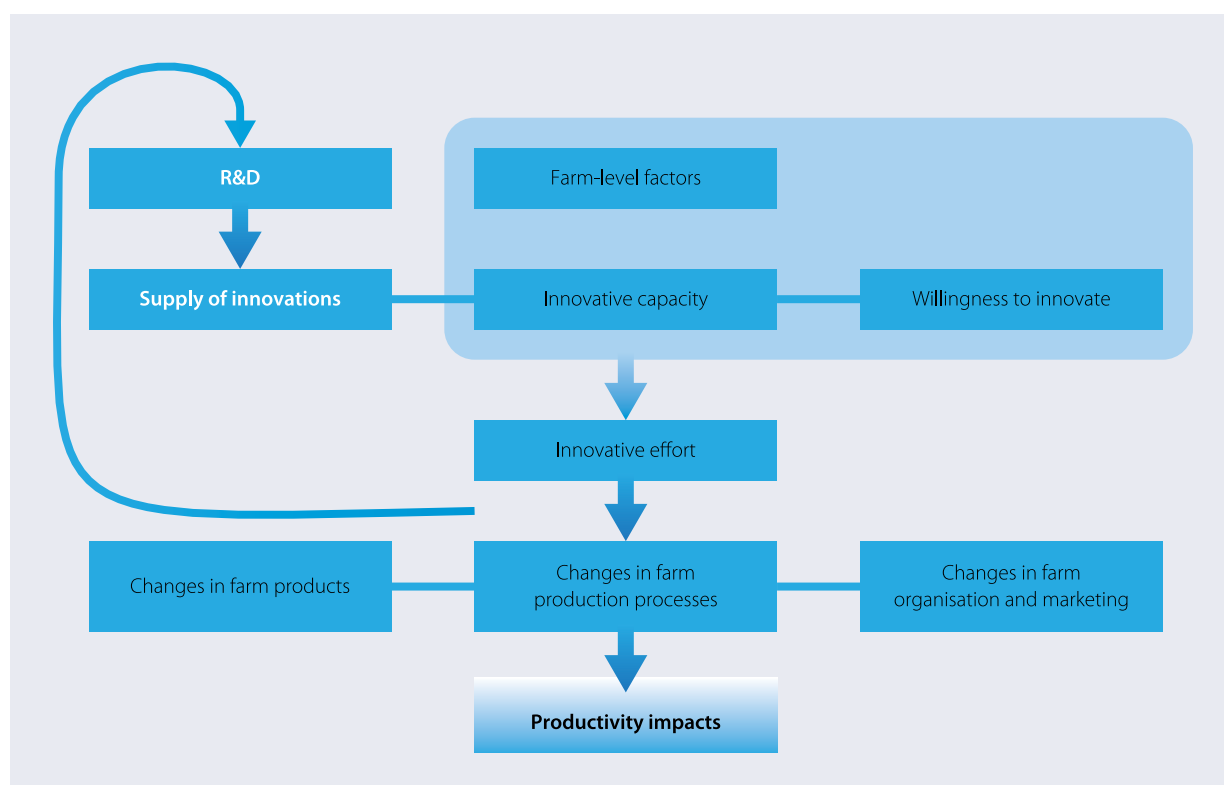 R&D
Farm-level factors
Supply of innovations
Innovative capacity
Willingness to innovate
Innovative effort
Changes in farm products
Changes in farm
production processes
Changes in farm
organisation and marketing
Productivity impacts